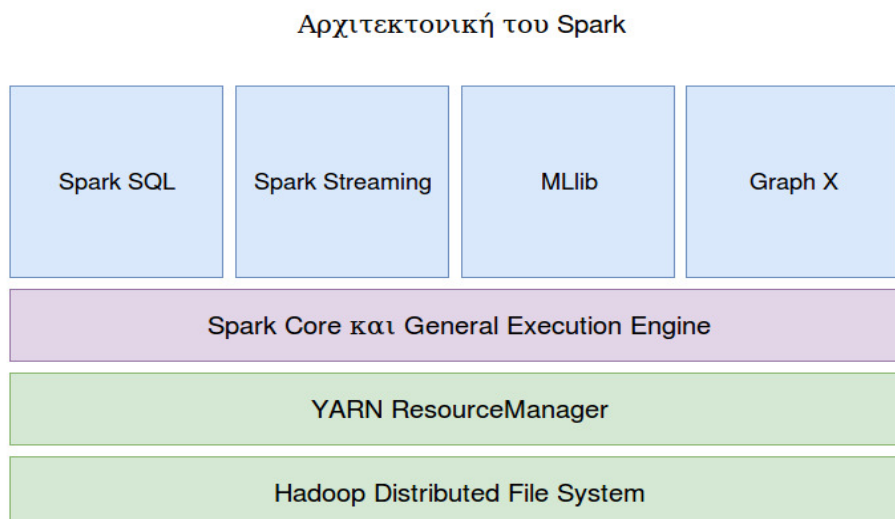 Αρχιτεκτονική του Spark
Spark SQL
Spark Streaming
MLlib
Graph X
Spark Core και General Execution Engine
YARN ResourceManager
Hadoop Distributed File System